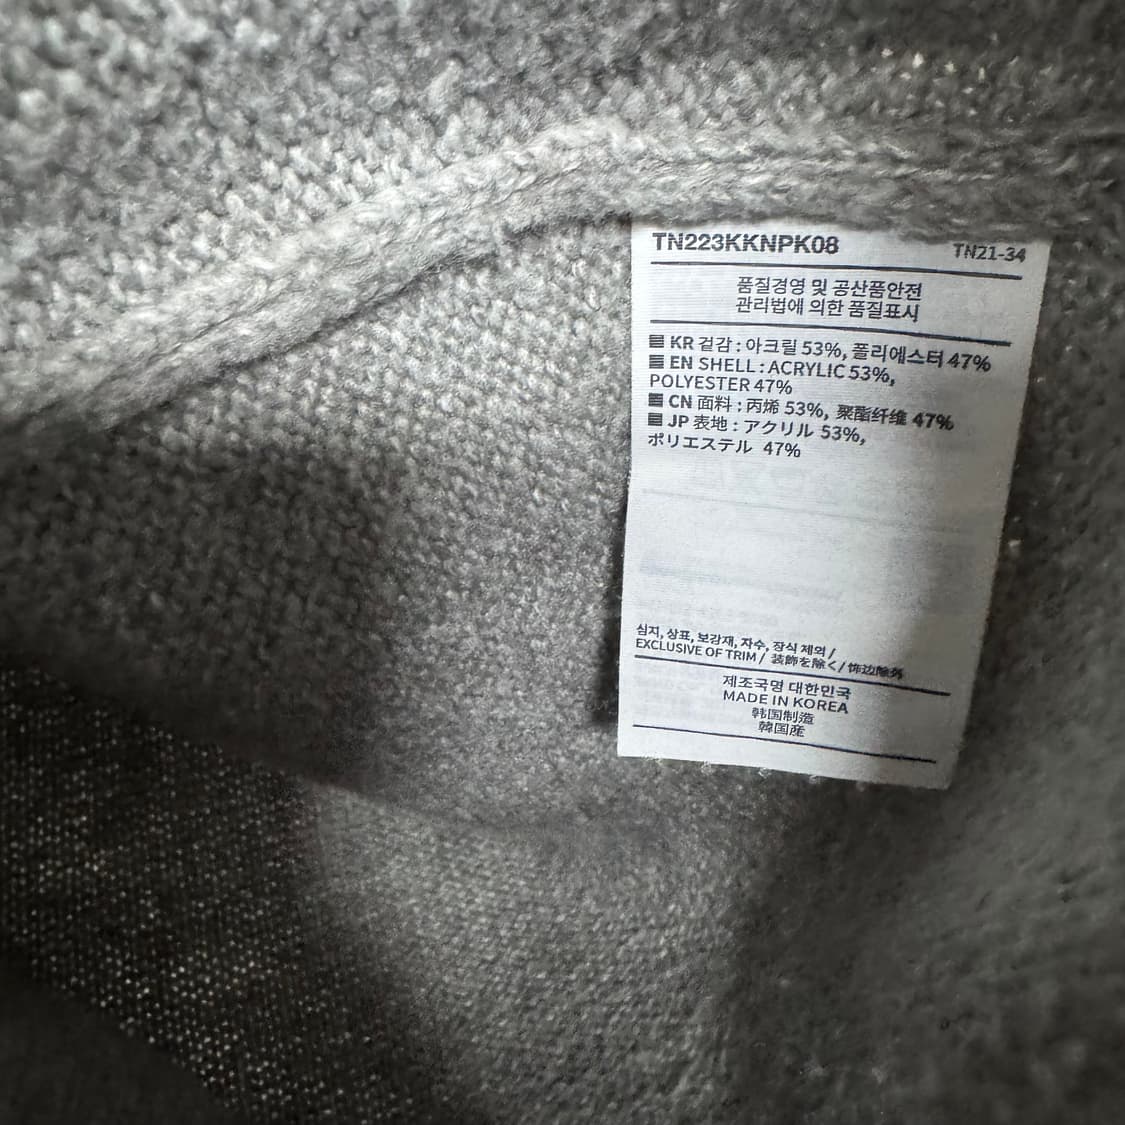 TN223KKNPK08 TN21-34
품질경영 및 공산품안전
관리법에 의한 품질표시
KR 겉감 : 아크릴 53%, 폴리에스터 47%
EN SHELL : ACRYLIC 53%,
POLYESTER 47%
CN 面料 : 丙烯 53%, 聚酯纤维 47%
JP 表地 : アクリル 53%,
ポリエステル 47%
심지, 상표, 보강재, 자수, 장식 제외 /
EXCLUSIVE OF TRIM / 装飾を除く / 饰边除外
제조국명 대한민국
MADE IN KOREA
韩国制造
韓国産